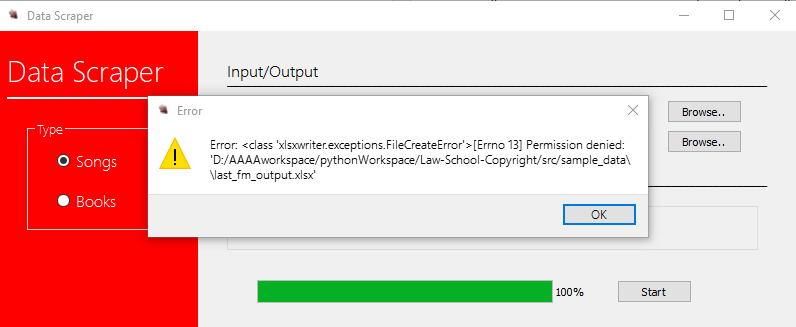 Data Scraper
Data Scraper
Input/Output
Browse..
Browse..
Type
Songs
Books
Error
Error: <class 'xlsxwriter.exceptions.FileCreateError'>[Errno 13] Permission denied:
'D:/AAAAworkspace/pythonWorkspace/Law-School-Copyright/src/sample_data\
\last_fm_output.xlsx'
OK
100%
Start